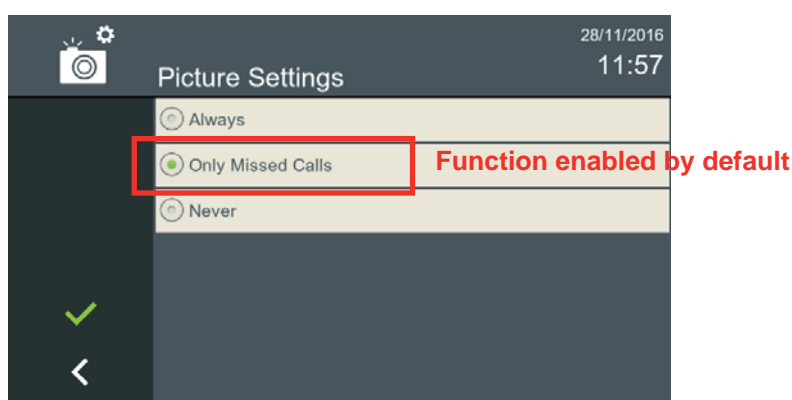 28/11/2016
11:57
Picture Settings
Always
Only Missed Calls
Function enabled by default
Never